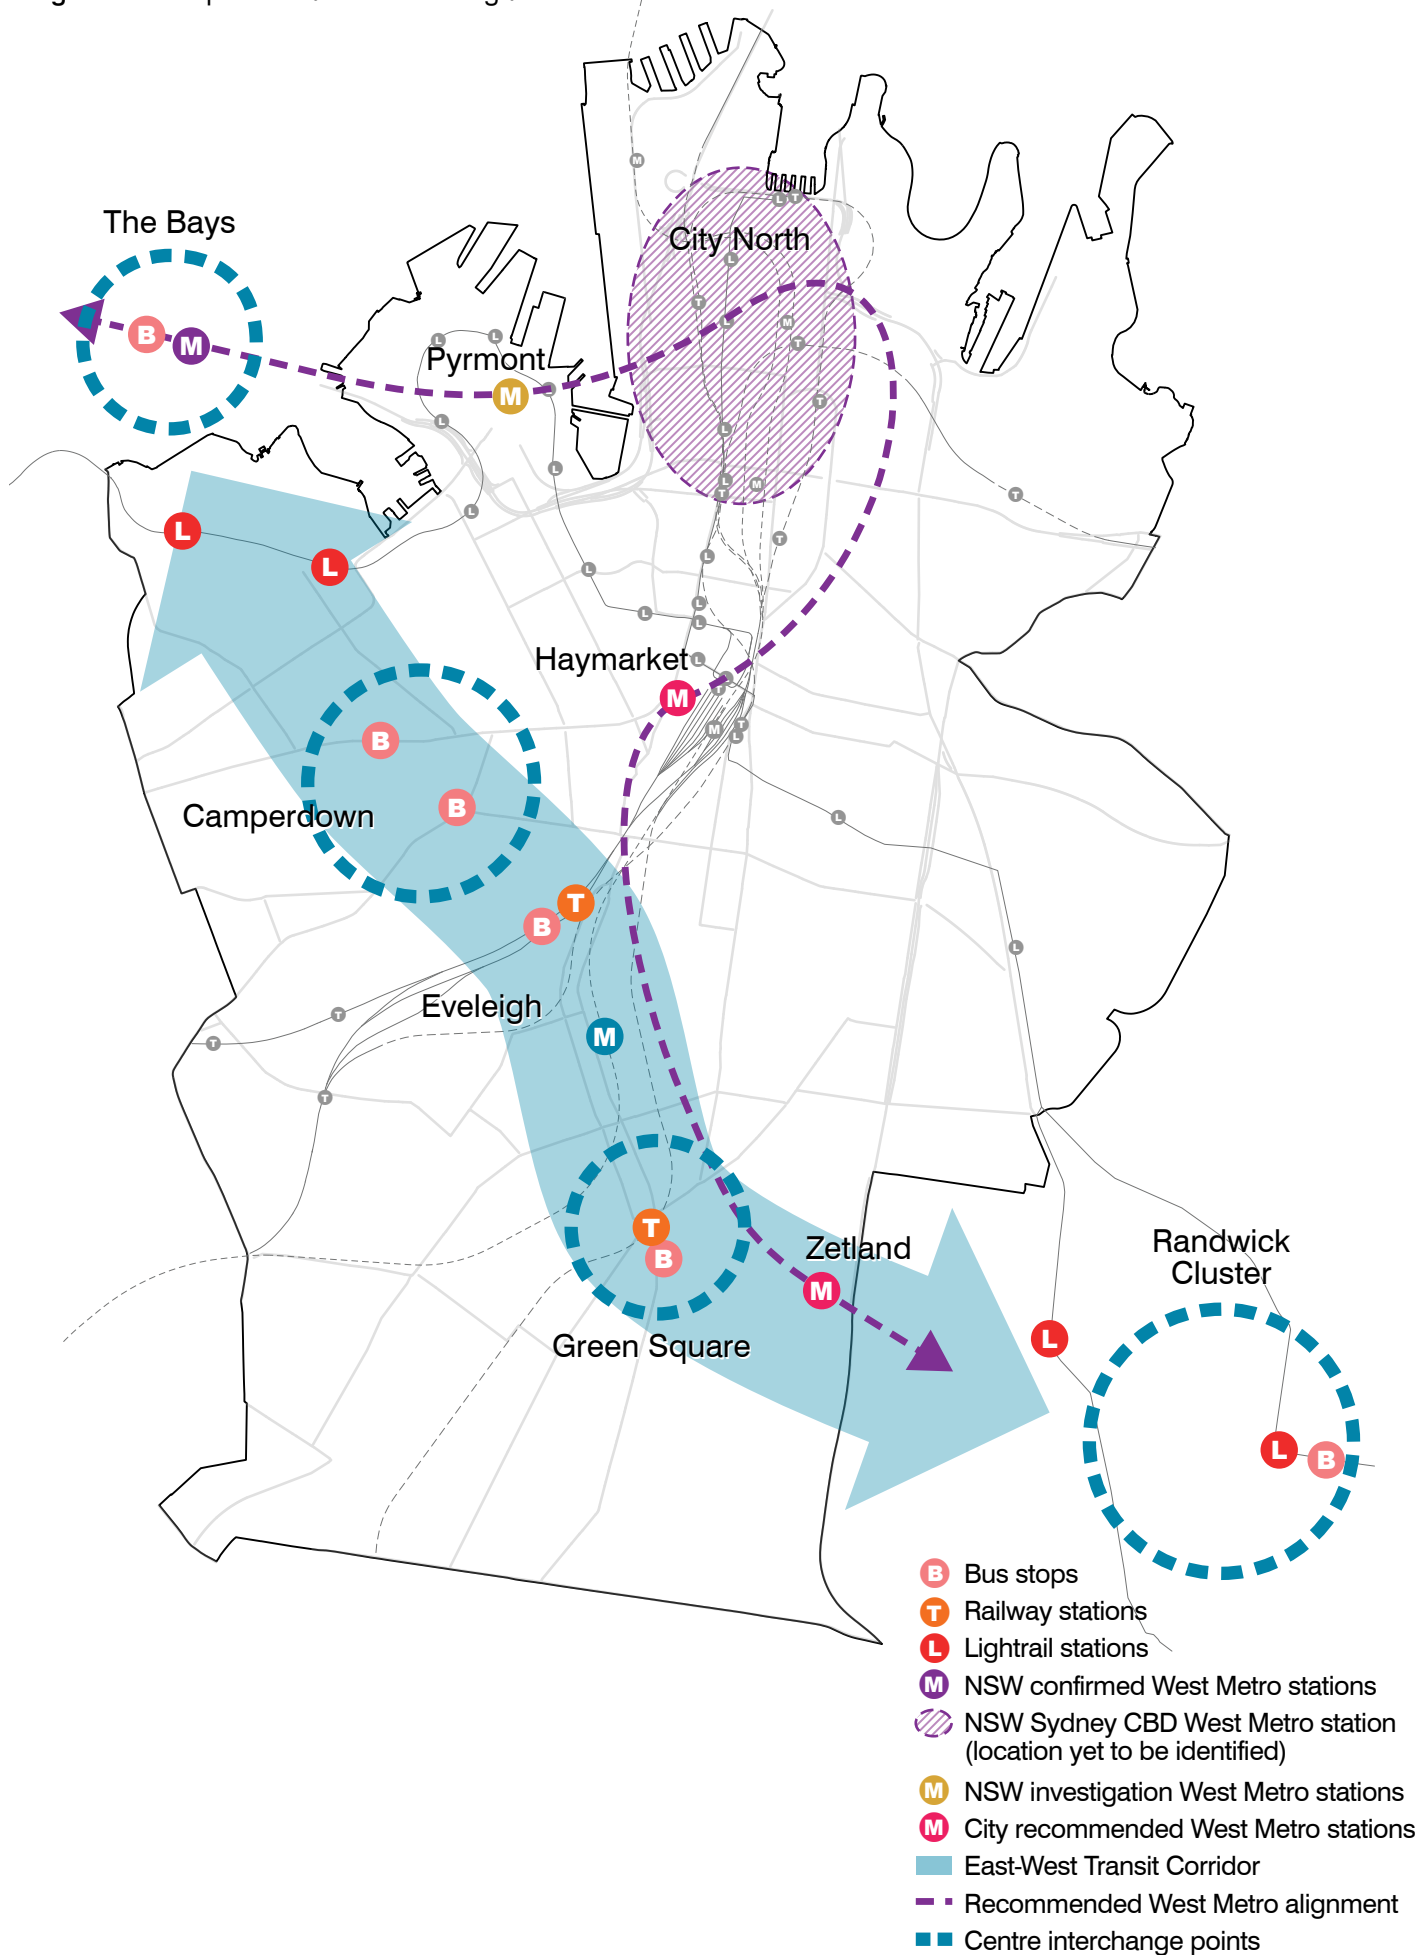 The Bays
City North
Pyrmont
B
M
M
L
L
Haymarket
M
B
B
Camperdown
T
B
Eveleigh
M
T
B
Zetland
M
Green Square
Randwick
Cluster
L
L
B
B Bus stops
T Railway stations
L Lightrail stations
M NSW confirmed West Metro stations
NSW Sydney CBD West Metro station
(location yet to be identified)
M NSW investigation West Metro stations
M City recommended West Metro stations
East-West Transit Corridor
Recommended West Metro alignment
Centre interchange points